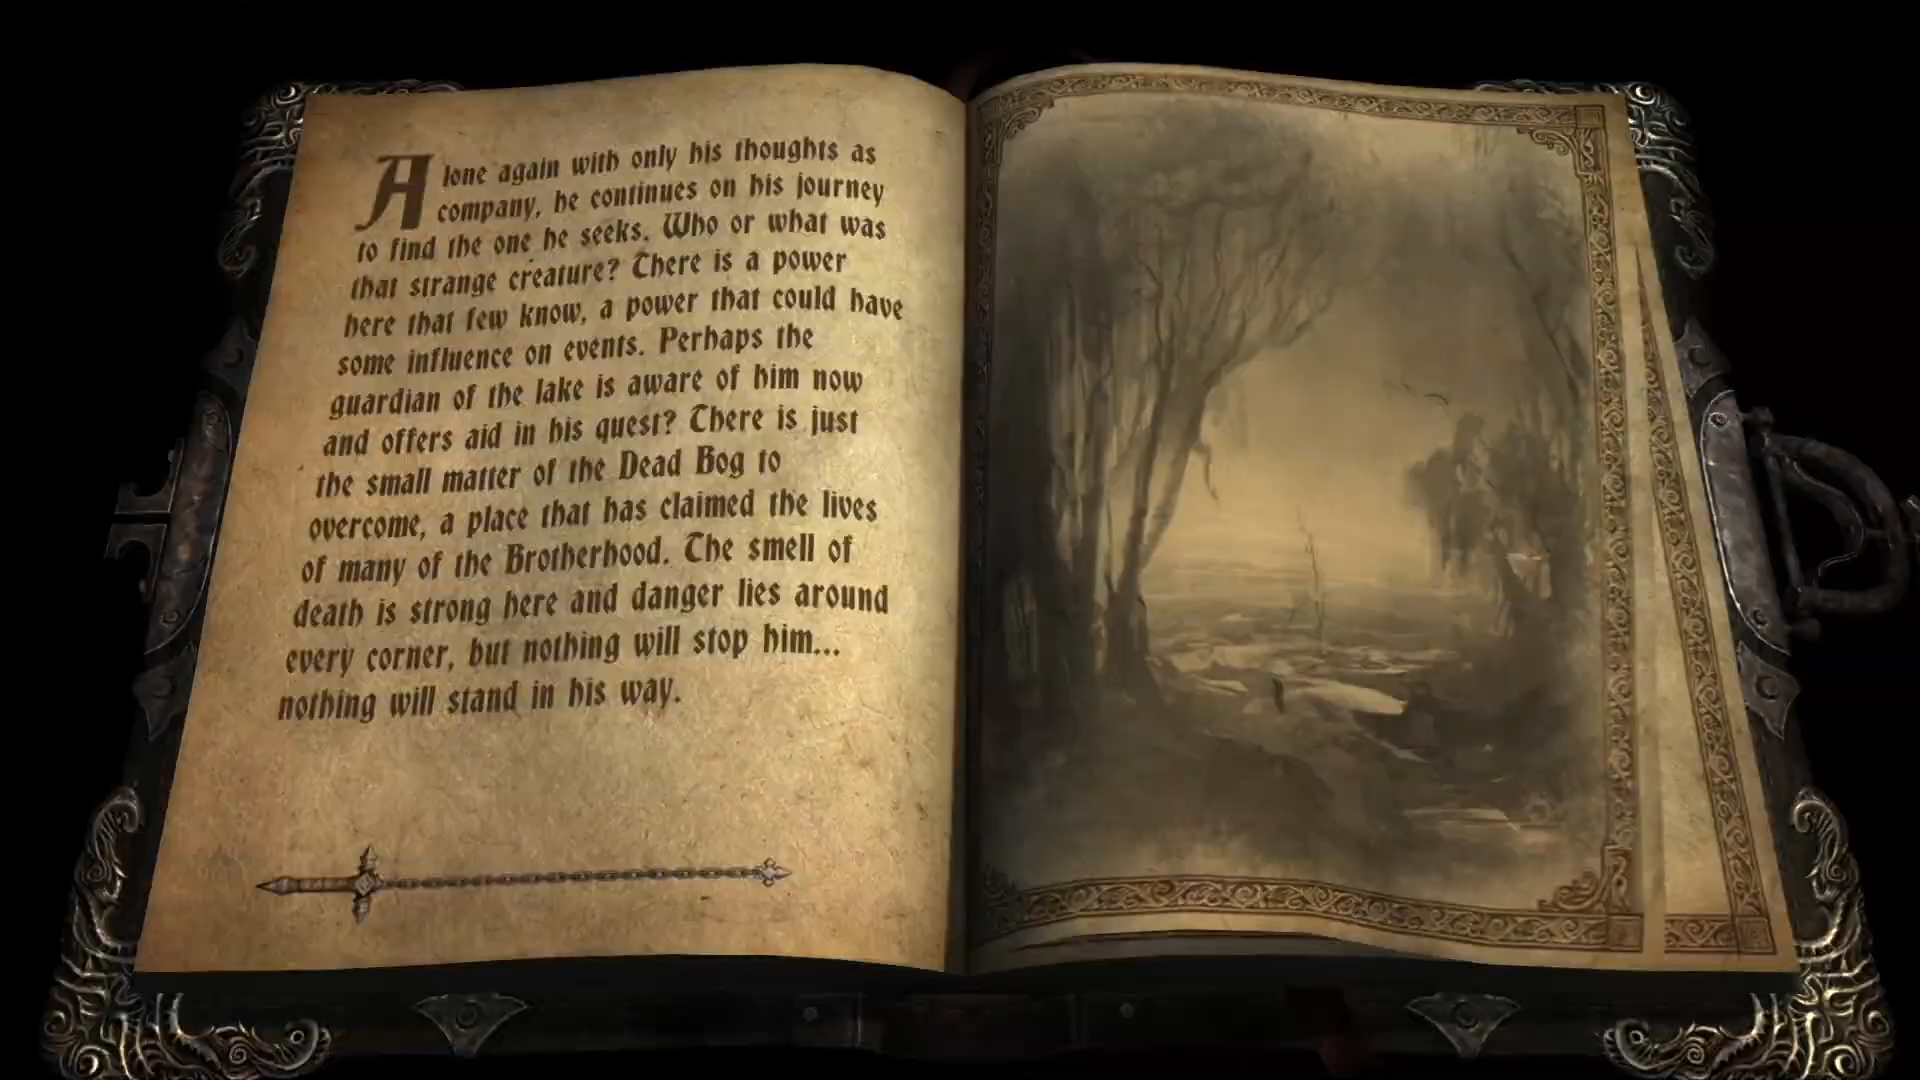 Alone again with only his thoughts as
company, he continues on his journey
to find the one he seeks. Who or what was
that strange creature? There is a power
here that few know, a power that could have
some influence on events. Perhaps the
guardian of the lake is aware of him now
and offers aid in his quest? There is just
the small matter of the Dead Bog to
overcome, a place that has claimed the lives
of many of the Brotherhood. The smell of
death is strong here and danger lies around
every corner, but nothing will stop him...
nothing will stand in his way.